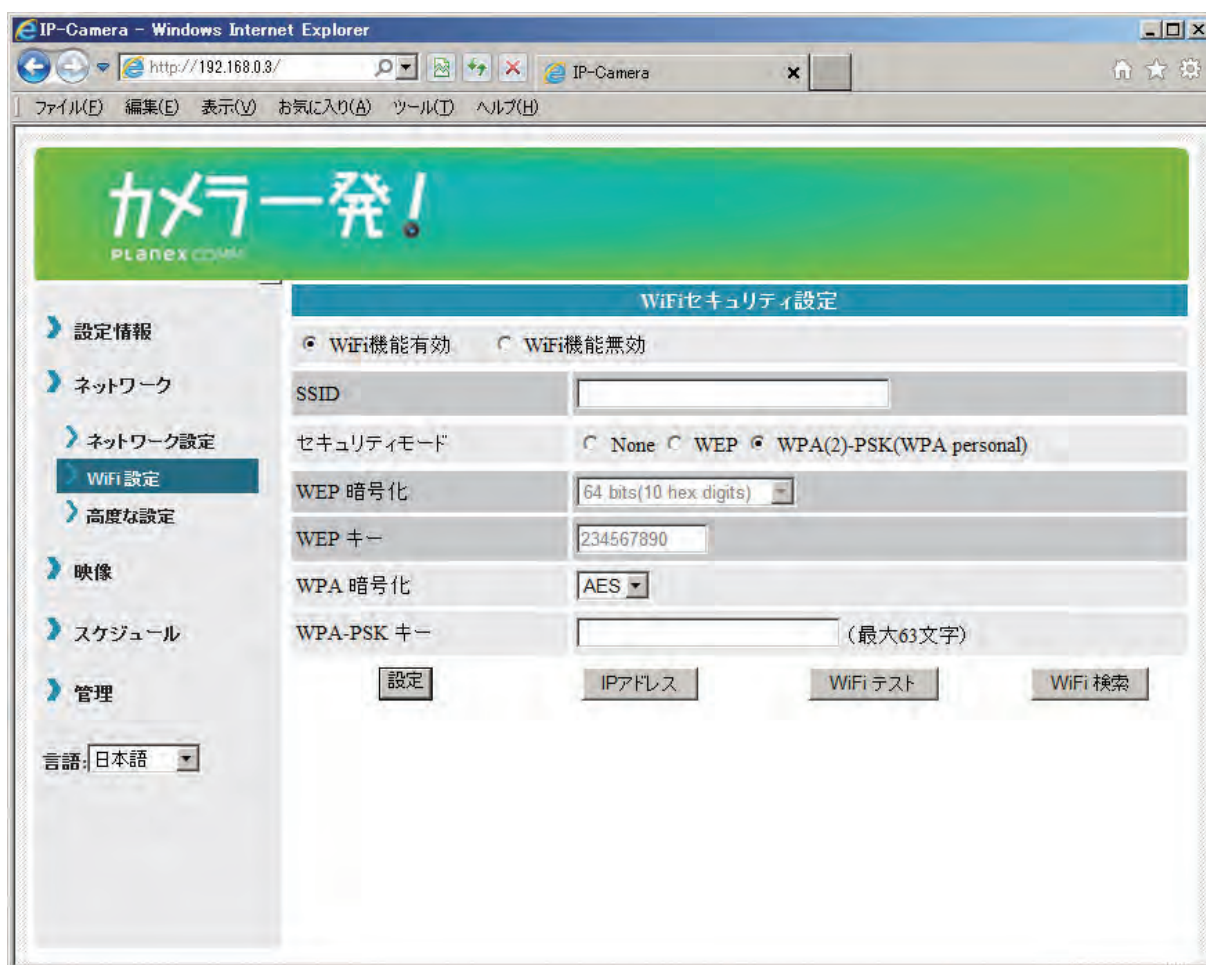 IP-Camera - Windows Internet Explorer
http://192.168.0.3/
IP-Camera
ファイル(F) 編集(E) 表示(V) お気に入り(A) ツール(T) ヘルプ(H)
カメラ一発!
PLanex COMM
WiFiセキュリティ設定
設定情報
WiFi機能有効 WiFi機能無効
ネットワーク
SSID
ネットワーク設定
セキュリティモード None WEP WPA(2)-PSK(WPA personal)
WiFi 設定
WEP 暗号化 64 bits(10 hex digits)
高度な設定
WEP キー 234567890
映像
WPA 暗号化 AES
スケジュール
WPA-PSK キー (最大63文字)
管理
設定 IPアドレス WiFi テスト WiFi 検索
言語: 日本語